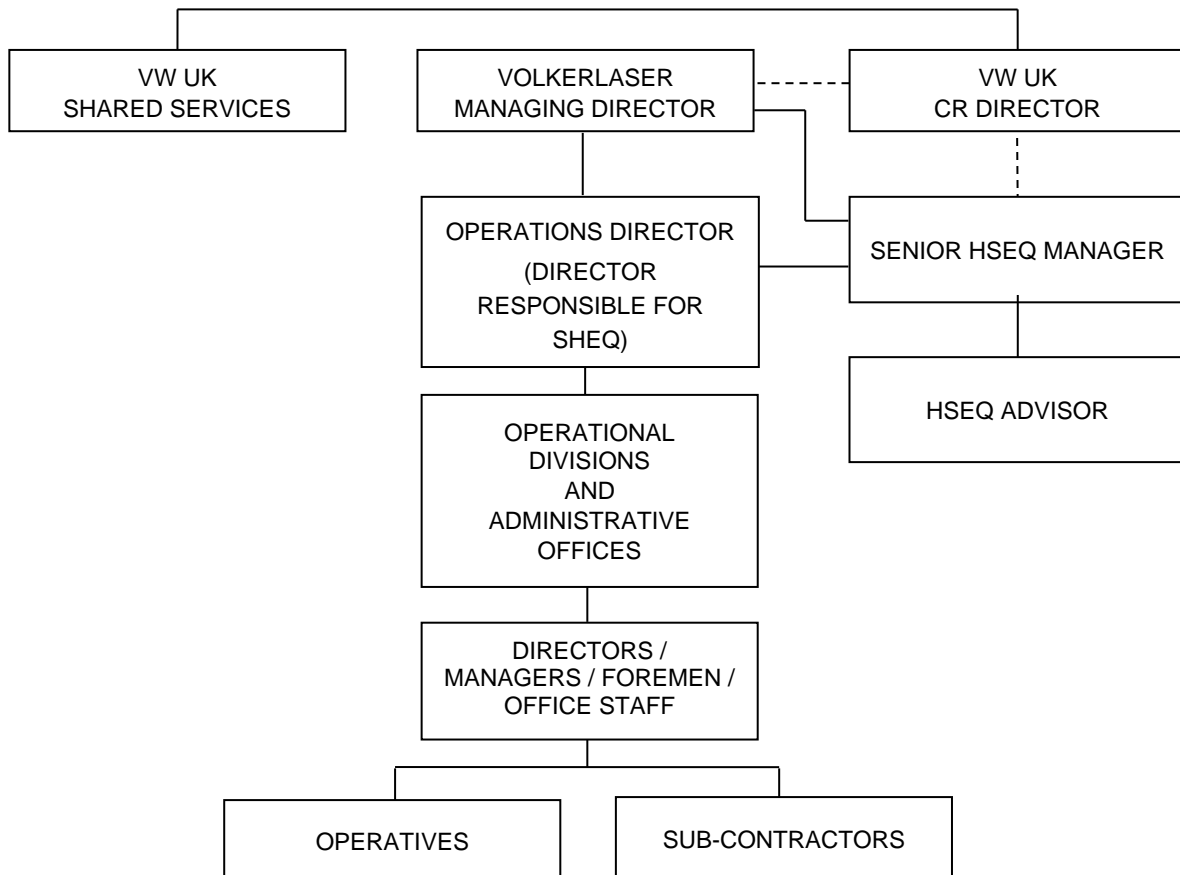 VW UK
SHARED SERVICES
VOLKERLASER
MANAGING DIRECTOR
VW UK
CR DIRECTOR
OPERATIONS DIRECTOR
(DIRECTOR
RESPONSIBLE FOR
SHEQ)
SENIOR HSEQ MANAGER
HSEQ ADVISOR
OPERATIONAL
DIVISIONS
AND
ADMINISTRATIVE
OFFICES
DIRECTORS /
MANAGERS / FOREMEN /
OFFICE STAFF
OPERATIVES
SUB-CONTRACTORS